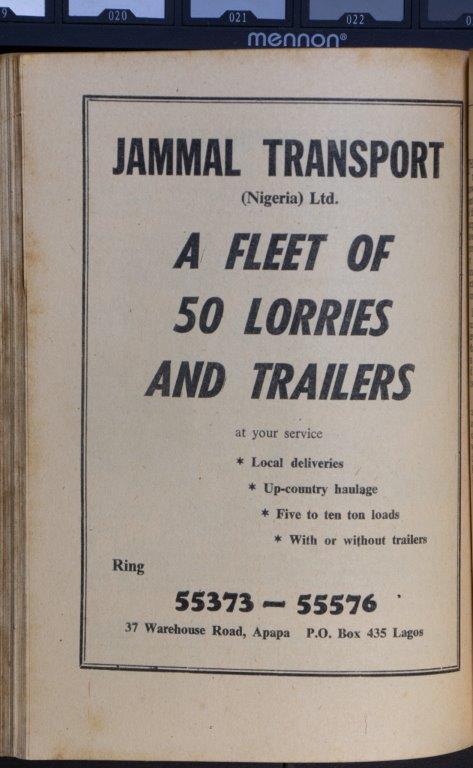 020
021
022
mennon®
JAMMAL TRANSPORT
(Nigeria) Ltd.
A FLEET OF
50 LORRIES
AND TRAILERS
at your service
* Local deliveries
* Up-country haulage
* Five to ten ton loads
* With or without trailers
Ring
55373 — 55576
37 Warehouse Road, Apapa P.O. Box 435 Lagos